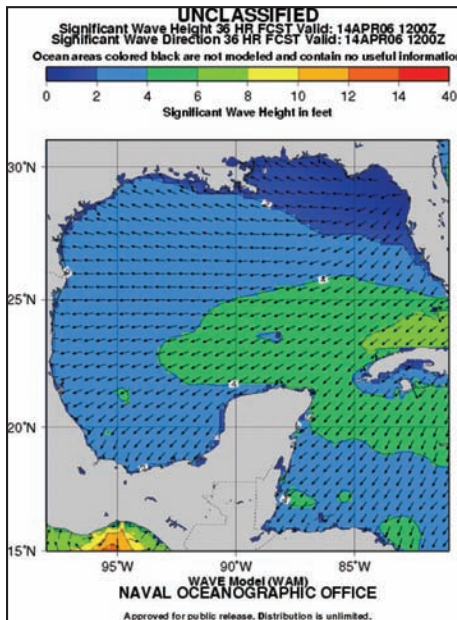 UNCLASSIFIED
Significant Wave Height 36 HR FCST Valid: 14APR06 1200Z
Significant Wave Direction 36 HR FCST Valid: 14APR06 1200Z
Ocean areas colored black are not modeled and contain no useful information
0 2 4 6 8 10 12 14 40
Significant Wave Height in feet
30°N
25°N
20°N
15°N
95°W 90°W 85°W
WAVE Model (WAM)
NAVAL OCEANOGRAPHIC OFFICE
Approved for public release. Distribution is unlimited.